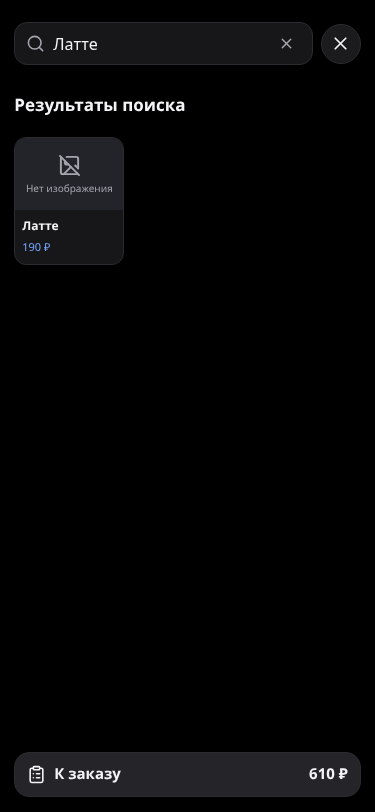 Латте
Результаты поиска
Нет изображения
Латте
190 ₽
К заказу
610 ₽